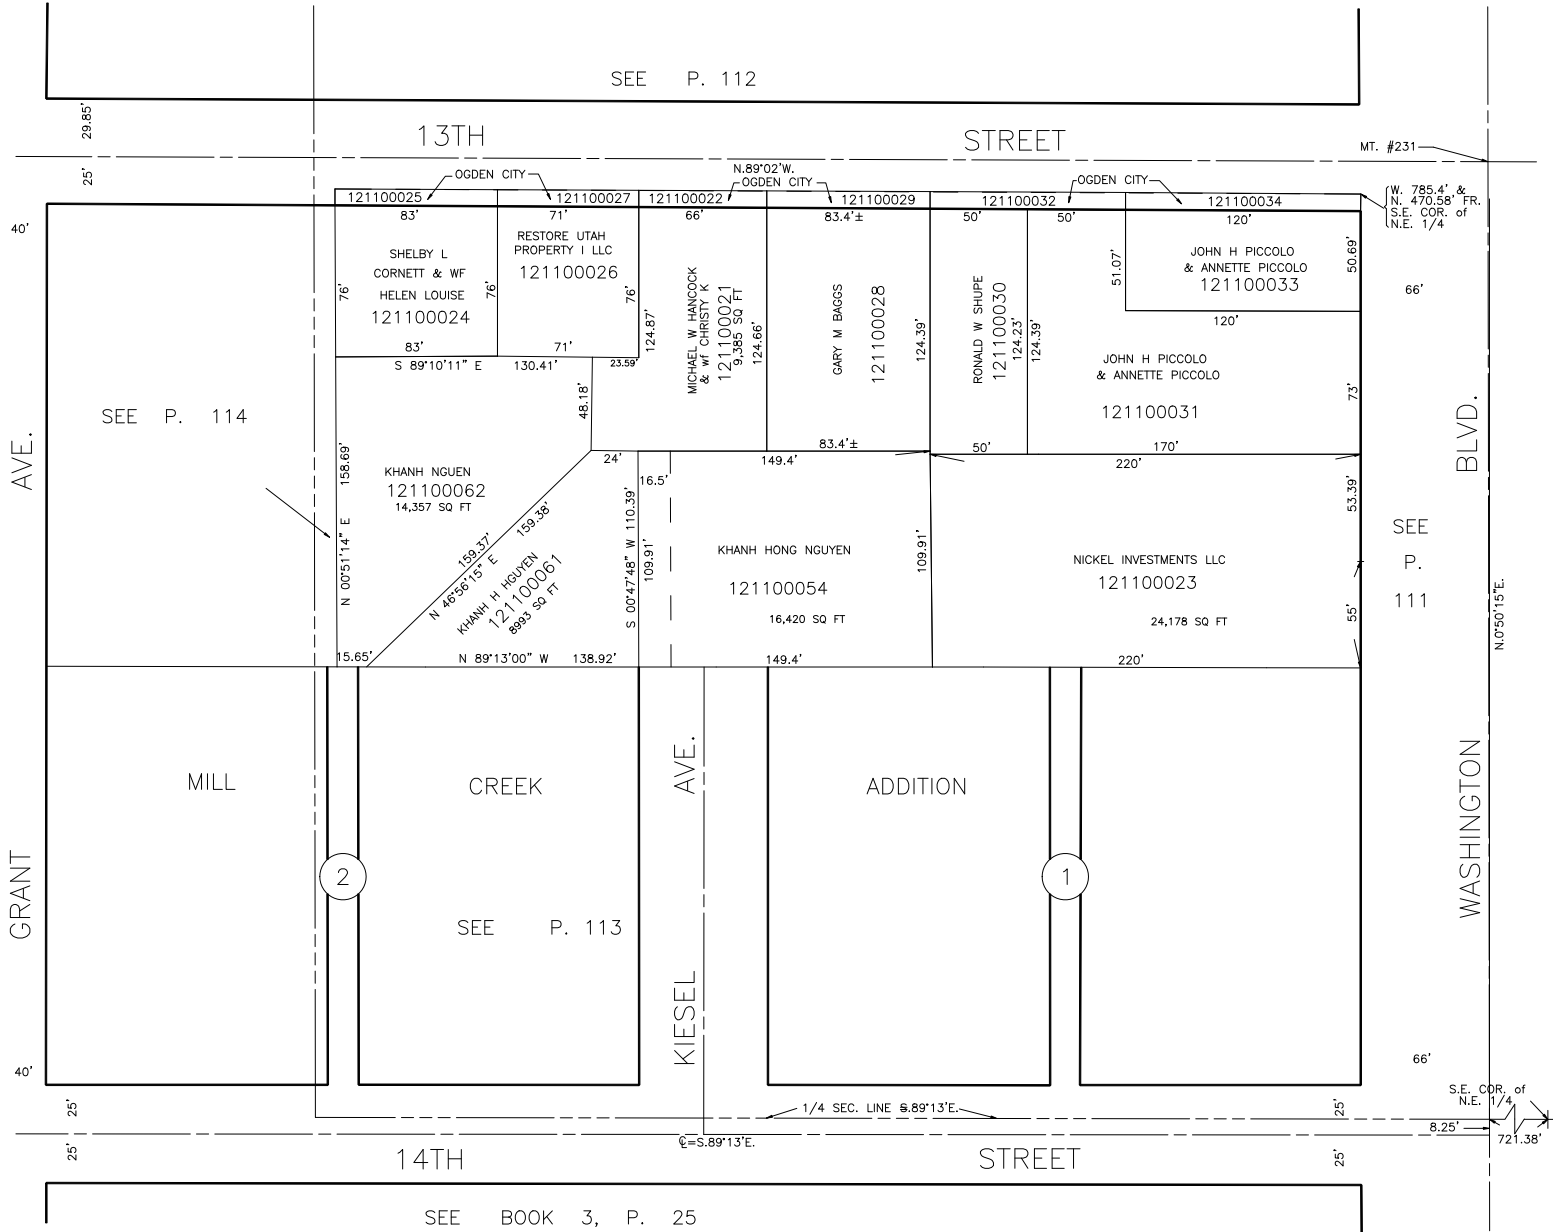 SEE P. 112
29.85'
13TH STREET
MT. #231
25'
N.89°02'W.
OGDEN CITY
OGDEN CITY
OGDEN CITY
W. 785.4' &
N. 470.58' FR.
S.E. COR. of
N.E. 1/4
121100025
121100027
121100022
121100029
121100032
121100034
40'
83'
71'
66'
83.4'±
50'
50'
120'
SHELBY L
CORNETT & WF
HELEN LOUISE
121100024
76'
76'
83'
RESTORE UTAH
PROPERTY I LLC
121100026
76'
71'
MICHAEL W HANCOCK
& wf CHRISTY K
121100021
9,385 SQ FT
124.87'
124.66'
GARY M BAGGS
121100028
124.39'
83.4'±
RONALD W SHUPE
121100030
124.23'
124.39'
50'
51.07'
JOHN H PICCOLO
& ANNETTE PICCOLO
121100033
50.69'
120'
66'
JOHN H PICCOLO
& ANNETTE PICCOLO
121100031
73'
170'
S 89°10'11" E 130.41'
23.59'
48.18'
24'
SEE P. 114
158.69'
N 00°51'14" E
KHANH NGUEN
121100062
14,357 SQ FT
159.37'
159.38'
N 46°56'15" E
KHANH H HGUYEN
121100061
8993 SQ FT
S 00°47'48" W 110.39'
109.91'
16.5'
149.4'
KHANH HONG NGUYEN
121100054
16,420 SQ FT
109.91'
220'
NICKEL INVESTMENTS LLC
121100023
24,178 SQ FT
53.39'
55'
SEE
P.
111
N.0°50'15"E.
15.65'
N 89°13'00" W 138.92'
149.4'
220'
GRANT AVE.
MILL CREEK ADDITION
KIESEL AVE.
WASHINGTON BLVD.
2
1
SEE P. 113
40'
66'
25'
1/4 SEC. LINE S.89°13'E.
25'
S.E. COR. of
N.E. 1/4
8.25'
721.38'
25'
℄=S.89°13'E.
25'
14TH STREET
SEE BOOK 3, P. 25